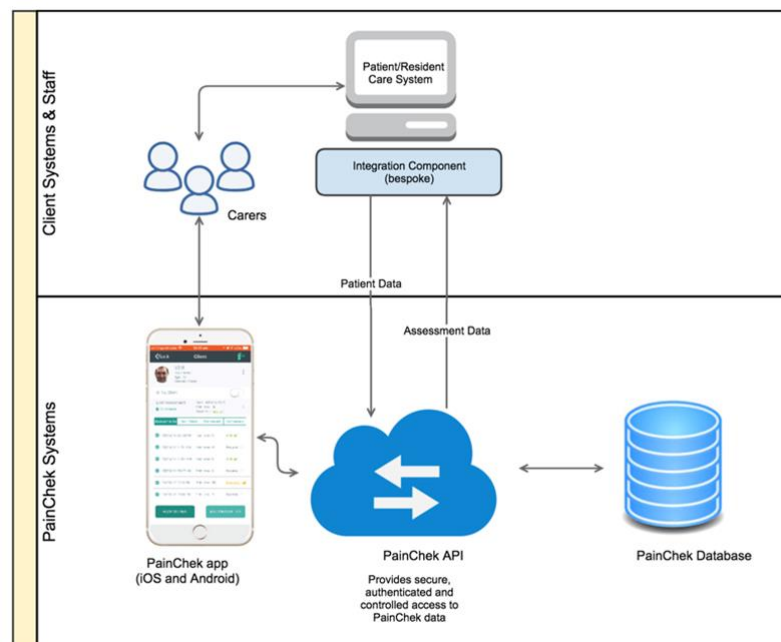 Client Systems & Staff
Patient/Resident
Care System
Integration Component
(bespoke)
Carers
Patient Data
Assessment Data
PainChek Systems
Client
PainChek app
(iOS and Android)
PainChek API
Provides secure,
authenticated and
controlled access to
PainChek data
PainChek Database